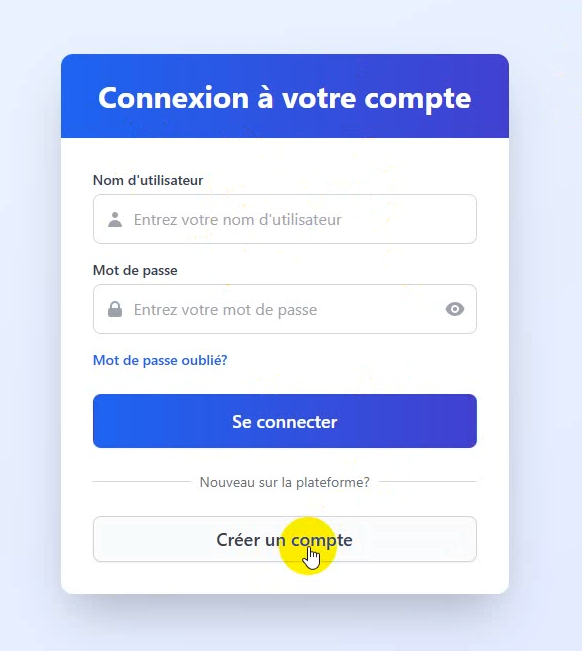 Connexion à votre compte
Nom d'utilisateur
Entrez votre nom d'utilisateur
Mot de passe
Entrez votre mot de passe
Mot de passe oublié?
Se connecter
Nouveau sur la plateforme?
Créer un compte